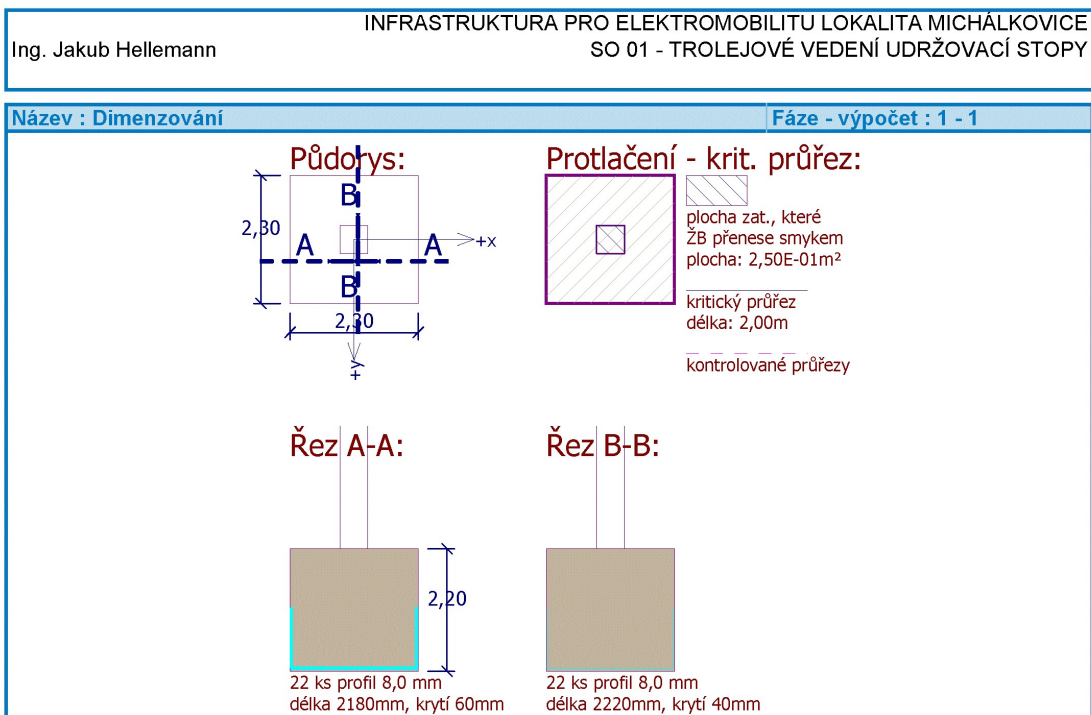 INFRASTRUKTURA PRO ELEKTROMOBILITU LOKALITA MICHÁLKOVICE
Ing. Jakub Hellemann
SO 01 - TROLEJOVÉ VEDENÍ UDRŽOVACÍ STOPY
Název : Dimenzování
Fáze - výpočet : 1 - 1
Půdorys:
B
2,30
A
A
+x
B
2,30
+y
Protlačení - krit. průřez:
plocha zat., které
ŽB přenese smykem
plocha: 2,50E-01m²
kritický průřez
délka: 2,00m
kontrolované průřezy
Řez A-A:
2,20
22 ks profil 8,0 mm
délka 2180mm, krytí 60mm
Řez B-B:
22 ks profil 8,0 mm
délka 2220mm, krytí 40mm